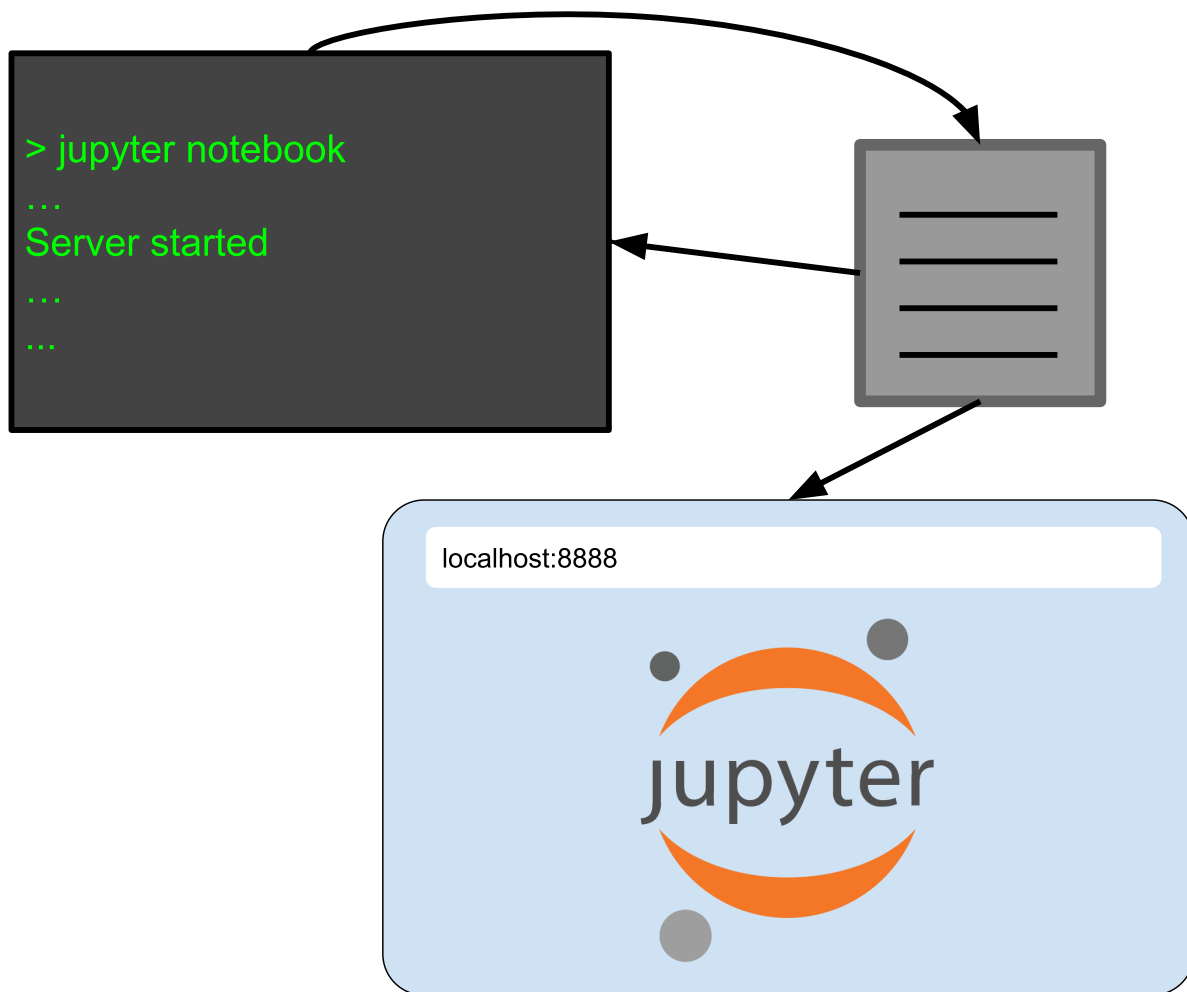 > jupyter notebook
…
Server started
…
...
localhost:8888
jupyter